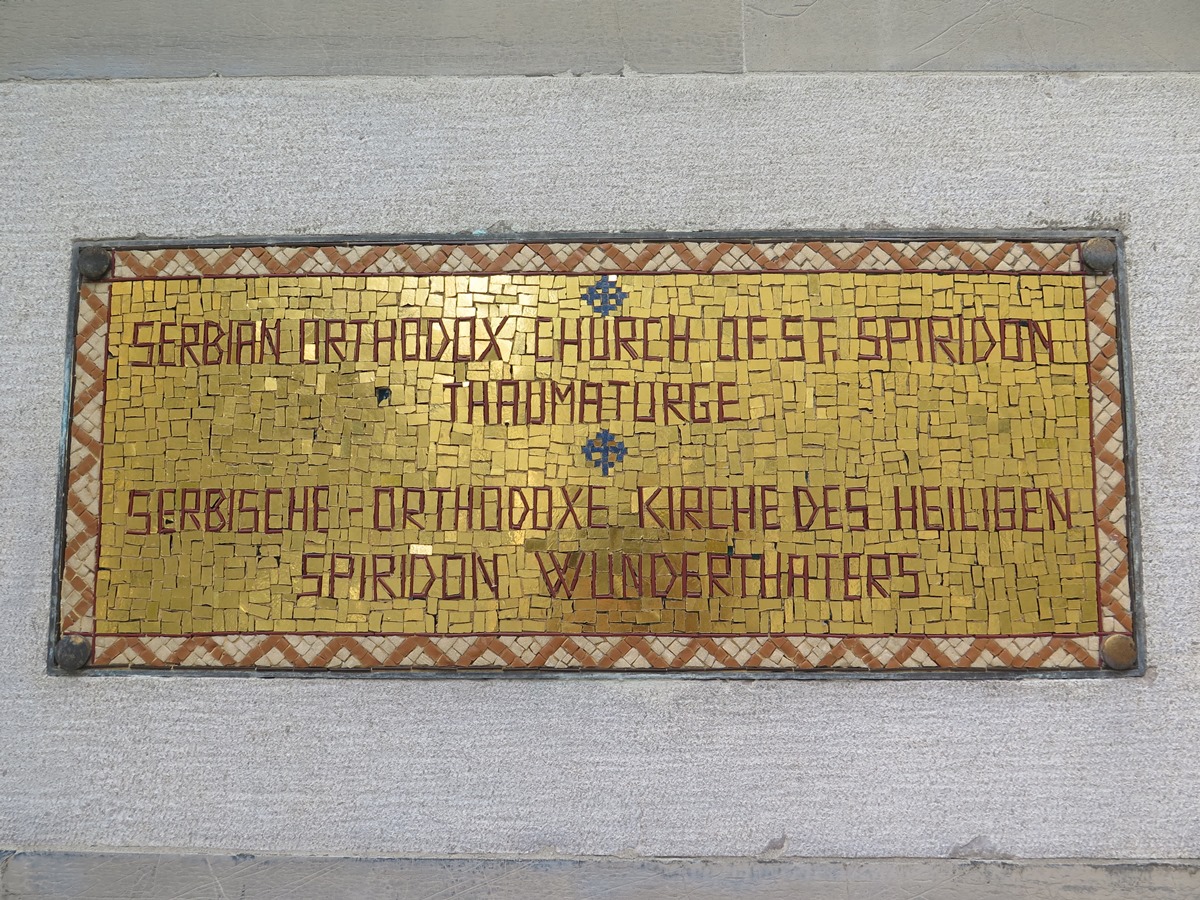 SERBIAN ORTHODOX CHURCH OF ST. SPIRIDON
THAUMATURGE
SERBISCHE-ORTHODOXE KIRCHE DES HEILIGEN
SPIRIDON WUNDERTHATERS